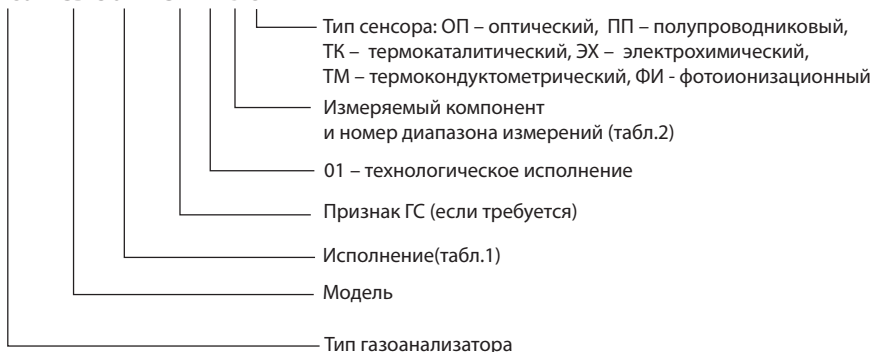 Тип сенсора: ОП – оптический, ПП – полупроводниковый,
ТК – термокаталитический, ЭХ – электрохимический,
ТМ – термокондуктометрический, ФИ - фотоионизационный
Измеряемый компонент
и номер диапазона измерений (табл.2)
01 – технологическое исполнение
Признак ГС (если требуется)
Исполнение(табл.1)
Модель
Тип газоанализатора